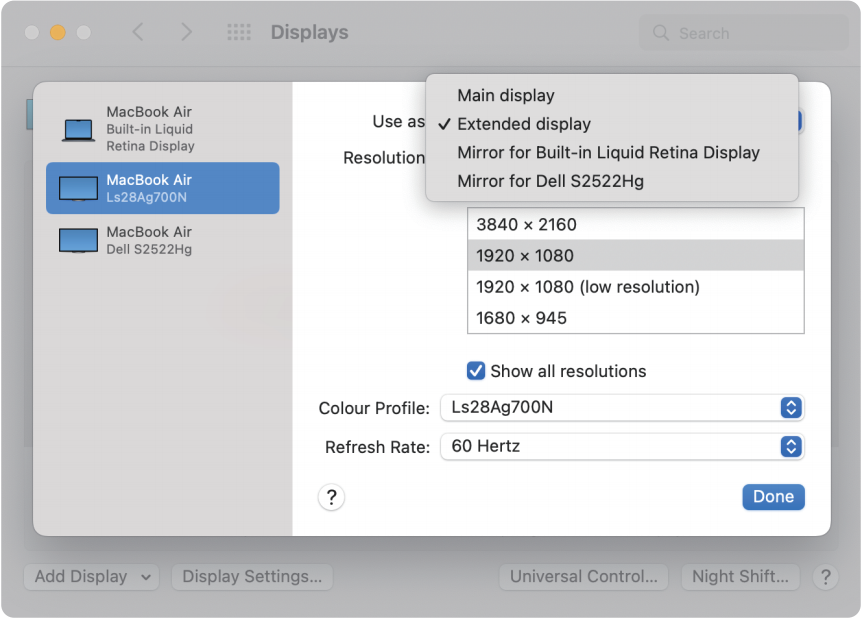 Displays
Search
MacBook Air
Built-in Liquid
Retina Display
MacBook Air
Ls28Ag700N
MacBook Air
Dell S2522Hg
Use as
Main display
✓ Extended display
Mirror for Built-in Liquid Retina Display
Mirror for Dell S2522Hg
Resolution
3840 × 2160
1920 × 1080
1920 × 1080 (low resolution)
1680 × 945
Show all resolutions
Colour Profile: Ls28Ag700N
Refresh Rate: 60 Hertz
?
Done
Add Display
Display Settings...
Universal Control...
Night Shift...
?